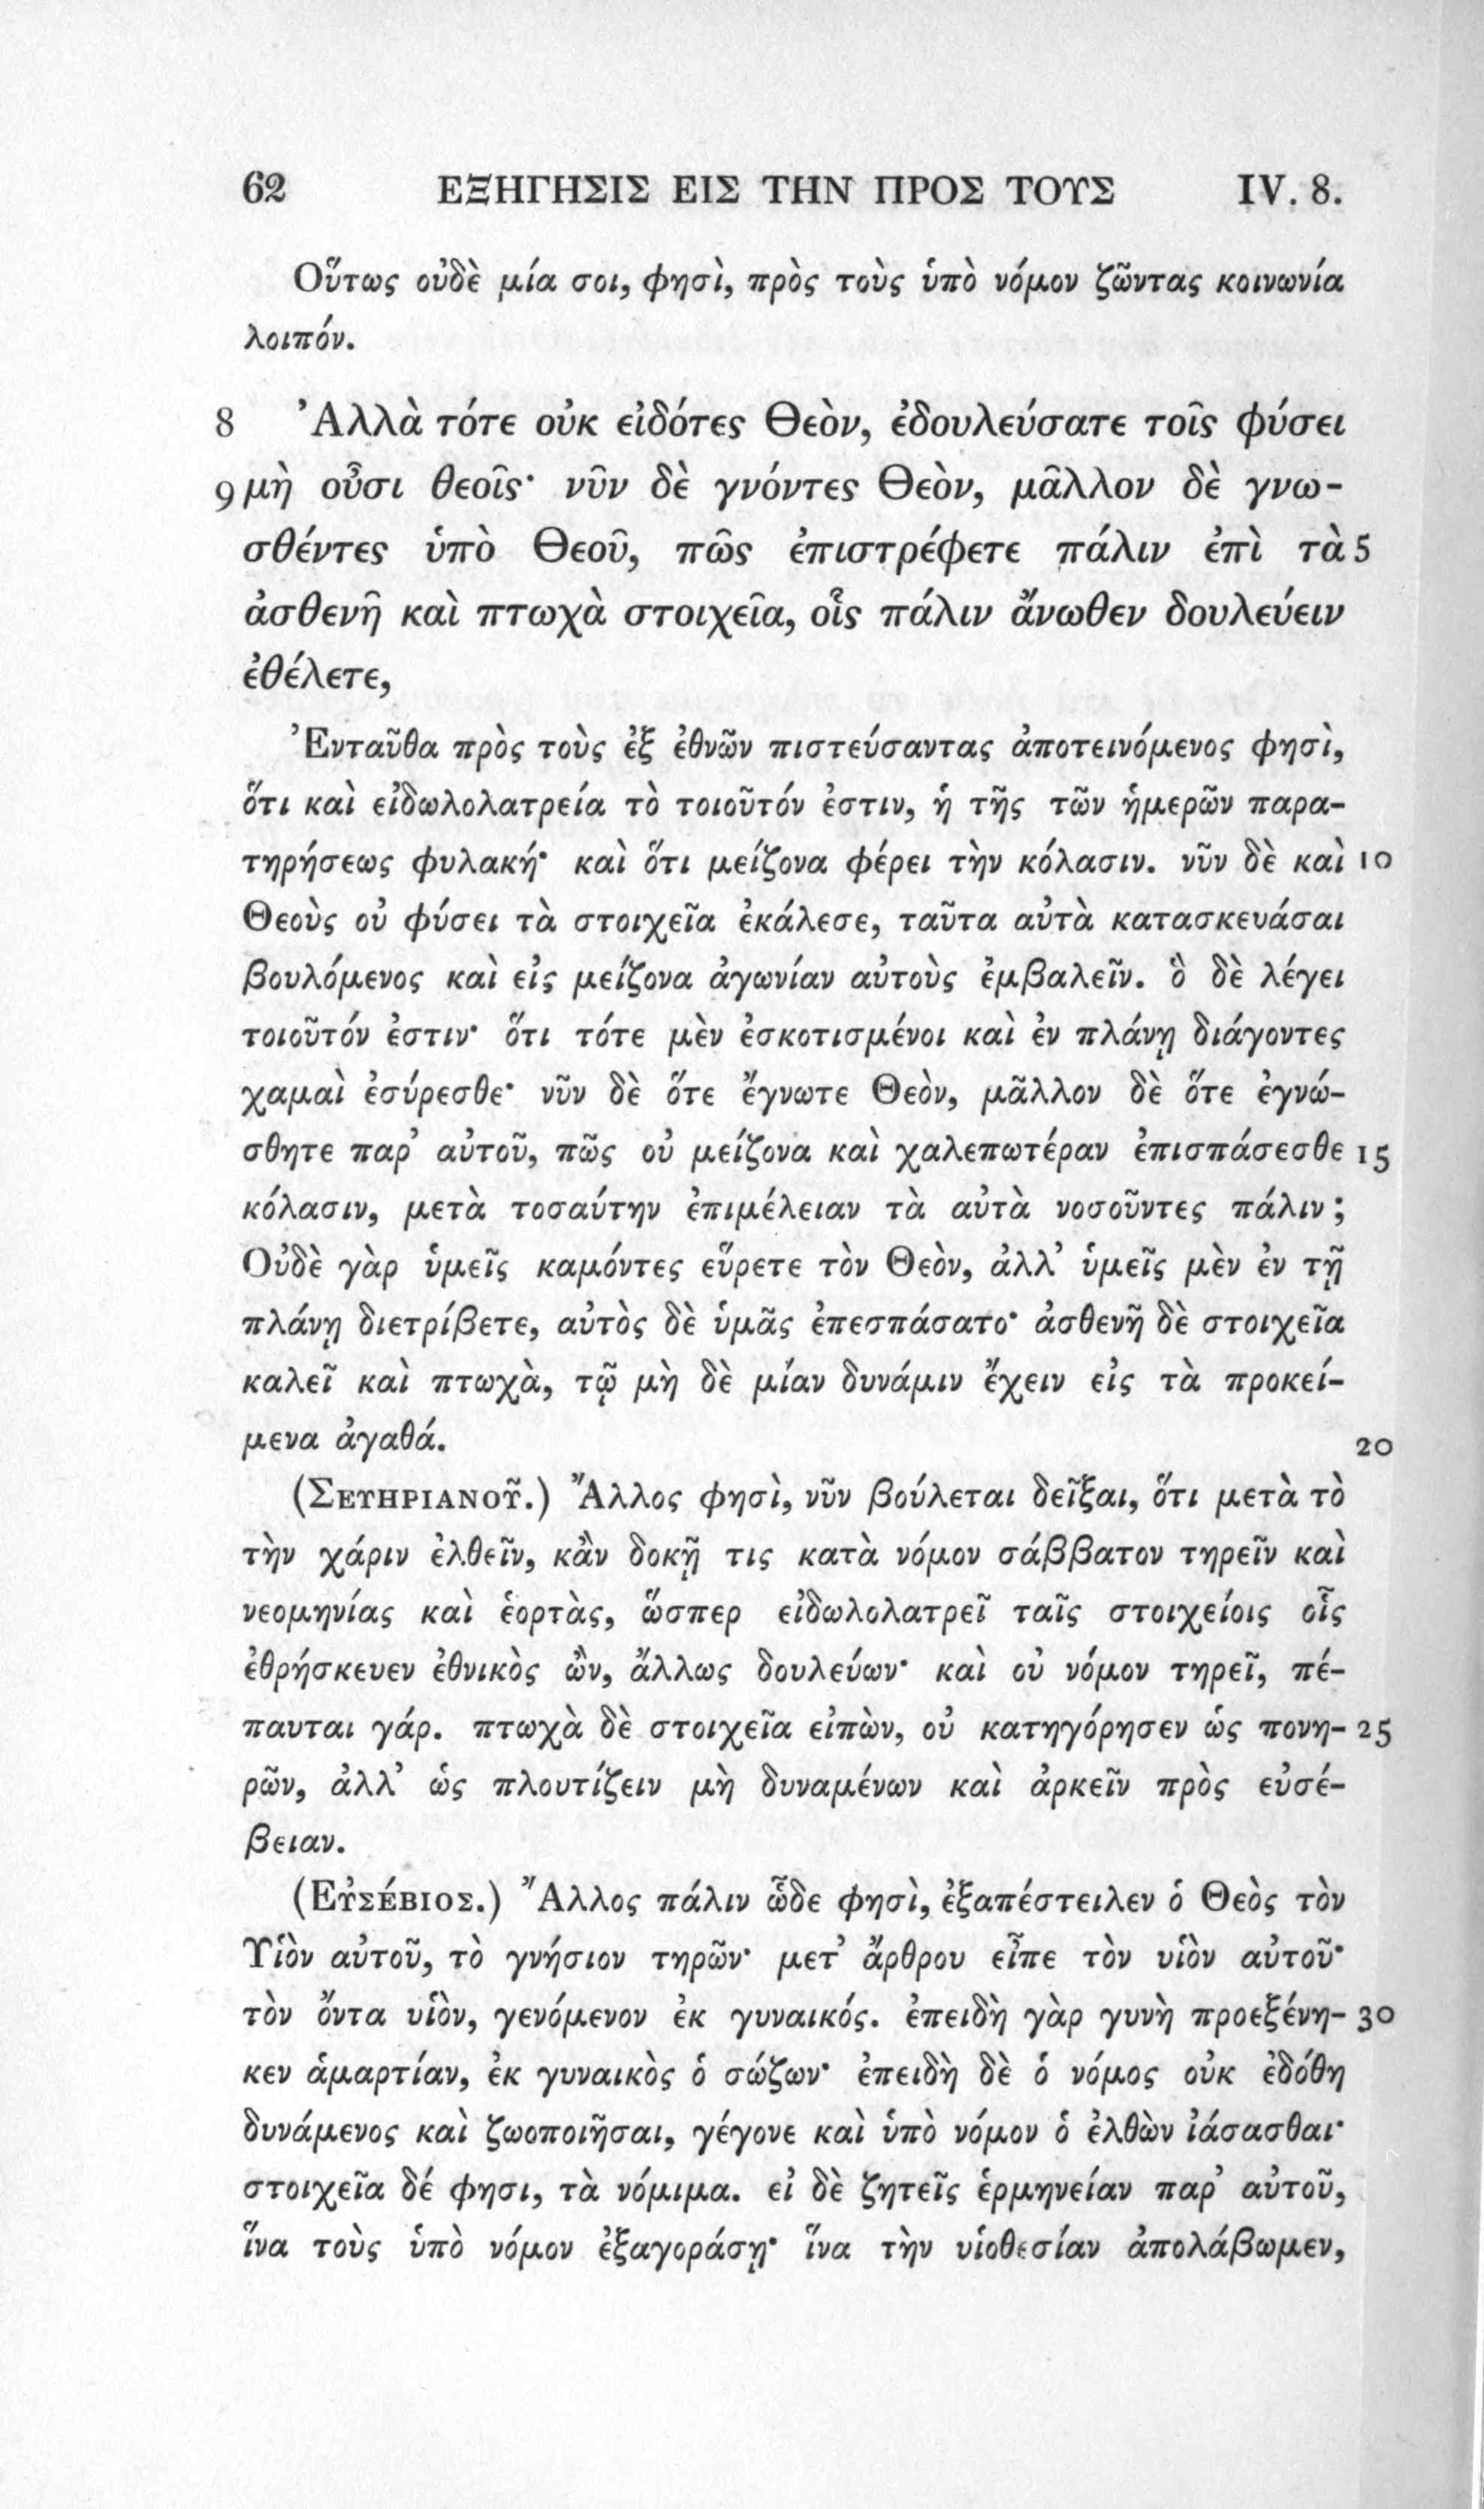 62 ΕΞΗΓΗΣΙΣ ΕΙΣ ΤΗΝ ΠΡΟΣ ΤΟΥΣ IV. 8.
Οὕτως οὐδὲ μία σοι, φησὶ, πρὸς τοὺς ὑπὸ νόμον ζῶντας κοινωνία
λοιπόν.
8 Ἀλλὰ τότε οὐκ εἰδότες Θεὸν, ἐδουλεύσατε τοῖς φύσει
9 μὴ οὖσι θεοῖς· νῦν δὲ γνόντες Θεὸν, μᾶλλον δὲ γνω-
σθέντες ὑπὸ Θεοῦ, πῶς ἐπιστρέφετε πάλιν ἐπὶ τὰ 5
ἀσθενῆ καὶ πτωχὰ στοιχεῖα, οἷς πάλιν ἄνωθεν δουλεύειν
ἐθέλετε,
Ἐνταῦθα πρὸς τοὺς ἐξ ἐθνῶν πιστεύσαντας ἀποτεινόμενος φησὶ,
ὅτι καὶ εἰδωλολατρεία τὸ τοιοῦτόν ἐστιν, ἡ τῆς τῶν ἡμερῶν παρα-
τηρήσεως φυλακή· καὶ ὅτι μείζονα φέρει τὴν κόλασιν. νῦν δὲ καὶ 10
Θεοὺς οὐ φύσει τὰ στοιχεῖα ἐκάλεσε, ταῦτα αὐτὰ κατασκευάσαι
βουλόμενος καὶ εἰς μείζονα ἀγωνίαν αὐτοὺς ἐμβαλεῖν. ὃ δὲ λέγει
τοιοῦτόν ἐστιν· ὅτι τότε μὲν ἐσκοτισμένοι καὶ ἐν πλάνῃ διάγοντες
χαμαὶ ἐσύρεσθε· νῦν δὲ ὅτε ἔγνωτε Θεὸν, μᾶλλον δὲ ὅτε ἐγνώ-
σθητε παρ’ αὐτοῦ, πῶς οὐ μείζονα καὶ χαλεπωτέραν ἐπισπάσεσθε 15
κόλασιν, μετὰ τοσαύτην ἐπιμέλειαν τὰ αὐτὰ νοσοῦντες πάλιν;
Οὐδὲ γὰρ ὑμεῖς καμόντες εὕρετε τὸν Θεὸν, ἀλλ’ ὑμεῖς μὲν ἐν τῇ
πλάνῃ διετρίβετε, αὐτὸς δὲ ὑμᾶς ἐπεσπάσατο· ἀσθενῆ δὲ στοιχεῖα
καλεῖ καὶ πτωχὰ, τῷ μὴ δὲ μίαν δυνάμιν ἔχειν εἰς τὰ προκεί-
μενα ἀγαθά. 20
(ΣΕΥΗΡΙΑΝΟΥ͂.) Ἄλλος φησὶ, νῦν βούλεται δεῖξαι, ὅτι μετὰ τὸ
τὴν χάριν ἐλθεῖν, κἂν δοκῇ τις κατὰ νόμον σάββατον τηρεῖν καὶ
νεομηνίας καὶ ἑορτὰς, ὥσπερ εἰδωλολατρεῖ ταῖς στοιχείοις οἷς
ἐθρήσκευεν ἐθνικὸς ὢν, ἄλλως δουλεύων· καὶ οὐ νόμον τηρεῖ, πέ-
παυται γάρ. πτωχὰ δὲ στοιχεῖα εἰπὼν, οὐ κατηγόρησεν ὡς πονη- 25
ρῶν, ἀλλ’ ὡς πλουτίζειν μὴ δυναμένων καὶ ἀρκεῖν πρὸς εὐσέ-
βειαν.
(ΕΥ̓ΣΈΒΙΟΣ.) Ἄλλος πάλιν ὧδε φησὶ, ἐξαπέστειλεν ὁ Θεὸς τὸν
Υἱὸν αὐτοῦ, τὸ γνήσιον τηρῶν· μετ’ ἄρθρου εἶπε τὸν υἱὸν αὐτοῦ·
τὸν ὄντα υἱὸν, γενόμενον ἐκ γυναικός. ἐπειδὴ γὰρ γυνὴ προεξένη- 30
κεν ἁμαρτίαν, ἐκ γυναικὸς ὁ σώζων· ἐπειδὴ δὲ ὁ νόμος οὐκ ἐδόθη
δυνάμενος καὶ ζωοποιῆσαι, γέγονε καὶ ὑπὸ νόμον ὁ ἐλθὼν ἰάσασθαι·
στοιχεῖα δέ φησι, τὰ νόμιμα. εἰ δὲ ζητεῖς ἑρμηνείαν παρ’ αὐτοῦ,
ἵνα τοὺς ὑπὸ νόμον ἐξαγοράσῃ· ἵνα τὴν υἱοθεσίαν ἀπολάβωμεν,